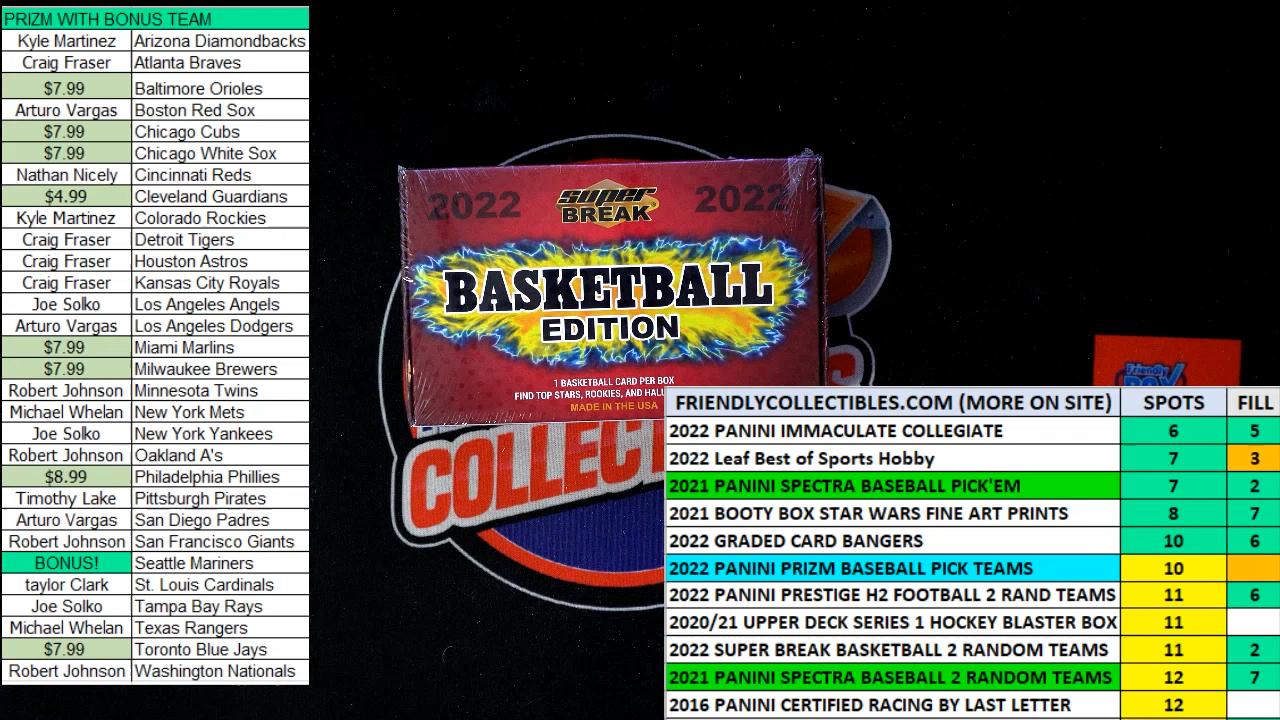 PRIZM WITH BONUS TEAM
Kyle Martinez Arizona Diamondbacks
Craig Fraser Atlanta Braves
$7.99 Baltimore Orioles
Arturo Vargas Boston Red Sox
$7.99 Chicago Cubs
$7.99 Chicago White Sox
Nathan Nicely Cincinnati Reds
$4.99 Cleveland Guardians
Kyle Martinez Colorado Rockies
Craig Fraser Detroit Tigers
Craig Fraser Houston Astros
Craig Fraser Kansas City Royals
Joe Solko Los Angeles Angels
Arturo Vargas Los Angeles Dodgers
$7.99 Miami Marlins
$7.99 Milwaukee Brewers
Robert Johnson Minnesota Twins
Michael Whelan New York Mets
Joe Solko New York Yankees
Robert Johnson Oakland A's
$8.99 Philadelphia Phillies
Timothy Lake Pittsburgh Pirates
Arturo Vargas San Diego Padres
Robert Johnson San Francisco Giants
BONUS! Seattle Mariners
taylor Clark St. Louis Cardinals
Joe Solko Tampa Bay Rays
Michael Whelan Texas Rangers
$7.99 Toronto Blue Jays
Robert Johnson Washington Nationals
2022 super BREAK 2022
BASKETBALL
EDITION
1 BASKETBALL CARD PER BOX
FIND TOP STARS, ROOKIES, AND
MADE IN THE USA
Friendly
FRIENDLYCOLLECTIBLES.COM (MORE ON SITE) SPOTS FILL
2022 PANINI IMMACULATE COLLEGIATE 6 5
2022 Leaf Best of Sports Hobby 7 3
2021 PANINI SPECTRA BASEBALL PICK'EM 7 2
2021 BOOTY BOX STAR WARS FINE ART PRINTS 8 7
2022 GRADED CARD BANGERS 10 6
2022 PANINI PRIZM BASEBALL PICK TEAMS 10
2022 PANINI PRESTIGE H2 FOOTBALL 2 RAND TEAMS 11 6
2020/21 UPPER DECK SERIES 1 HOCKEY BLASTER BOX 11
2022 SUPER BREAK BASKETBALL 2 RANDOM TEAMS 11 2
2021 PANINI SPECTRA BASEBALL 2 RANDOM TEAMS 12 7
2016 PANINI CERTIFIED RACING BY LAST LETTER 12